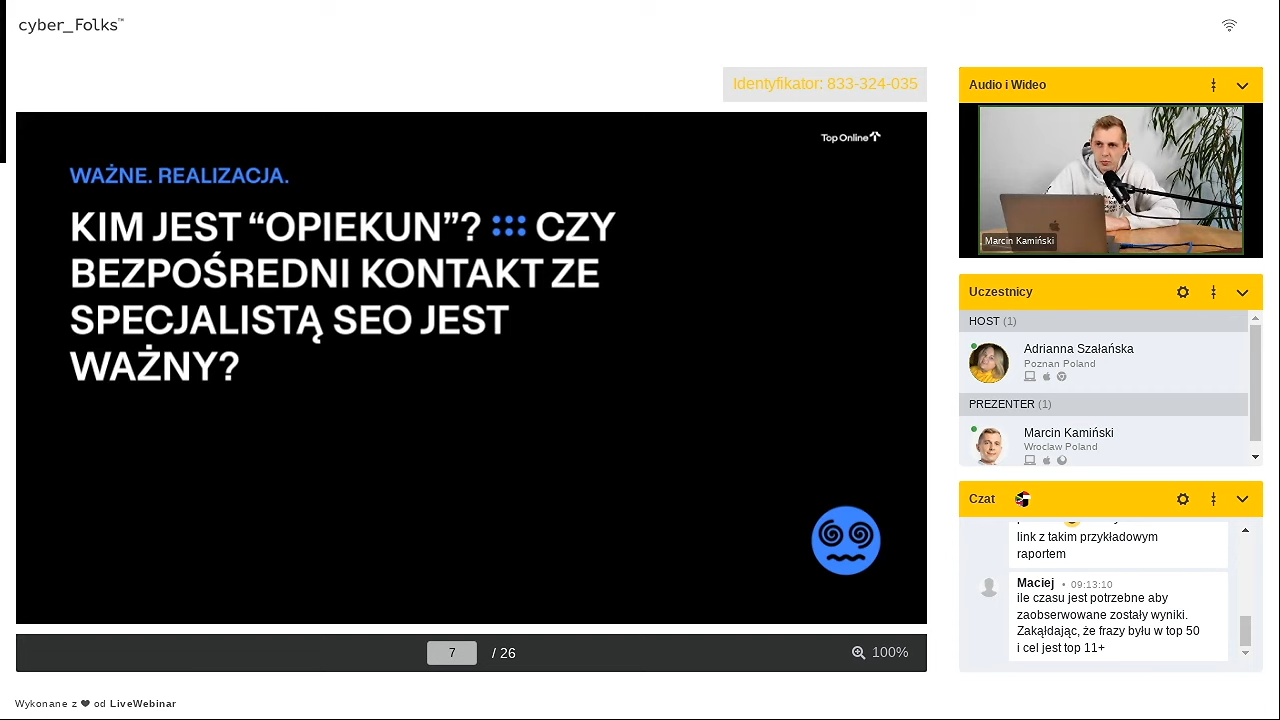 cyber_Folks™
Identyfikator: 833-324-035
Top Online
WAŻNE. REALIZACJA.
KIM JEST “OPIEKUN”? CZY
BEZPOŚREDNI KONTAKT ZE
SPECJALISTĄ SEO JEST
WAŻNY?
7 / 26
100%
Wykonane z od LiveWebinar
Audio i Wideo
Marcin Kamiński
Uczestnicy
HOST (1)
Adrianna Szałańska
Poznan Poland
PREZENTER (1)
Marcin Kamiński
Wroclaw Poland
Czat
link z takim przykładowym
raportem
Maciej • 09:13:10
ile czasu jest potrzebne aby
zaobserwowane zostały wyniki.
Zakąłdając, że frazy byłu w top 50
i cel jest top 11+